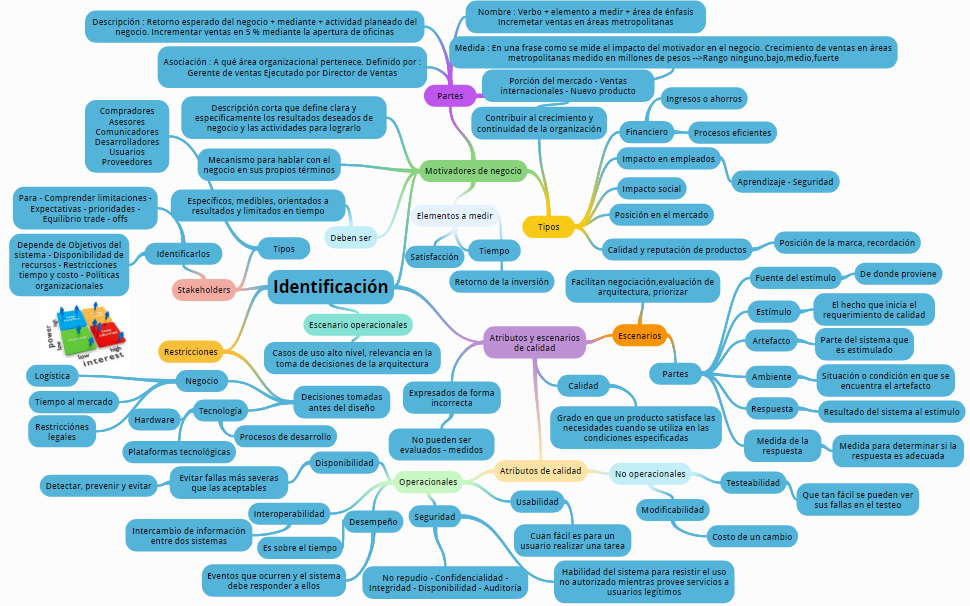 Descripción : Retorno esperado del negocio + mediante + actividad planeado del
negocio. Incrementar ventas en 5 % mediante la apertura de oficinas
Nombre : Verbo + elemento a medir + área de énfasis
Incremetar ventas en áreas metropolitanas
Medida : En una frase como se mide el impacto del motivador en el negocio. Crecimiento de ventas en áreas
metropolitanas medido en millones de pesos -->Rango ninguno,bajo,medio,fuerte
Asociación : A qué área organizacional pertenece. Definido por :
Gerente de ventas Ejecutado por Director de Ventas
Partes
Porción del mercado - Ventas
internacionales - Nuevo producto
Compradores
Asesores
Comunicadores
Desarrolladores
Usuarios
Proveedores
Descripción corta que define clara y
específicamente los resultados deseados de
negocio y las actividades para lograrlo
Contribuir al crecimiento y
continuidad de la organización
Ingresos o ahorros
Financiero
Procesos eficientes
Mecanismo para hablar con el
negocio en sus propios términos
Motivadores de negocio
Impacto en empleados
Aprendizaje - Seguridad
Impacto social
Para - Comprender limitaciones -
Expectativas - prioridades -
Equilibrio trade - offs
Específicos, medibles, orientados a
resultados y limitados en tiempo
Elementos a medir
Posición en el mercado
Tipos
Deben ser
Depende de Objetivos del
sistema - Disponibilidad de
recursos - Restricciones
tiempo y costo - Políticas
organizacionales
Identificarlos
Tipos
Satisfacción
Tiempo
Calidad y reputación de productos
Posición de la marca, recordación
Stakeholders
Identificación
Retorno de la inversión
Facilitan negociación,evaluación de
arquitectura, priorizar
Fuente del estímulo
De donde proviene
power
high
low
low
high
interest
Escenario operacionales
Estímulo
El hecho que inicia el
requerimiento de calidad
Restricciones
Casos de uso alto nivel, relevancia en la
toma de decisiones de la arquitectura
Atributos y escenarios
de calidad
Escenarios
Artefacto
Parte del sistema que
es estimulado
Logística
Negocio
Partes
Ambiente
Situación o condición en que se
encuentra el artefacto
Tiempo al mercado
Decisiones tomadas
antes del diseño
Expresados de forma
incorrecta
Calidad
Respuesta
Resultado del sistema al estimulo
Restricciónes
legales
Hardware
Tecnología
Procesos de desarrollo
Grado en que un producto satisface las
necesidades cuando se utiliza en las
condiciones especificadas
Medida de la
respuesta
Medida para determinar si la
respuesta es adecuada
Plataformas tecnológicas
No pueden ser
evaluados - medidos
Disponibilidad
Atributos de calidad
No operacionales
Detectar, prevenir y evitar
Evitar fallas más severas
que las aceptables
Operacionales
Testeabilidad
Que tan fácil se pueden ver
sus fallas en el testeo
Interoperabilidad
Usabilidad
Modificabilidad
Intercambio de información
entre dos sistemas
Desempeño
Seguridad
Costo de un cambio
Es sobre el tiempo
Cuan fácil es para un
usuario realizar una tarea
Eventos que ocurren y el sistema
debe responder a ellos
No repudio - Confidencialidad -
Integridad - Disponibilidad - Auditoría
Habilidad del sistema para resistir el uso
no autorizado mientras provee servicios a
usuarios legítimos